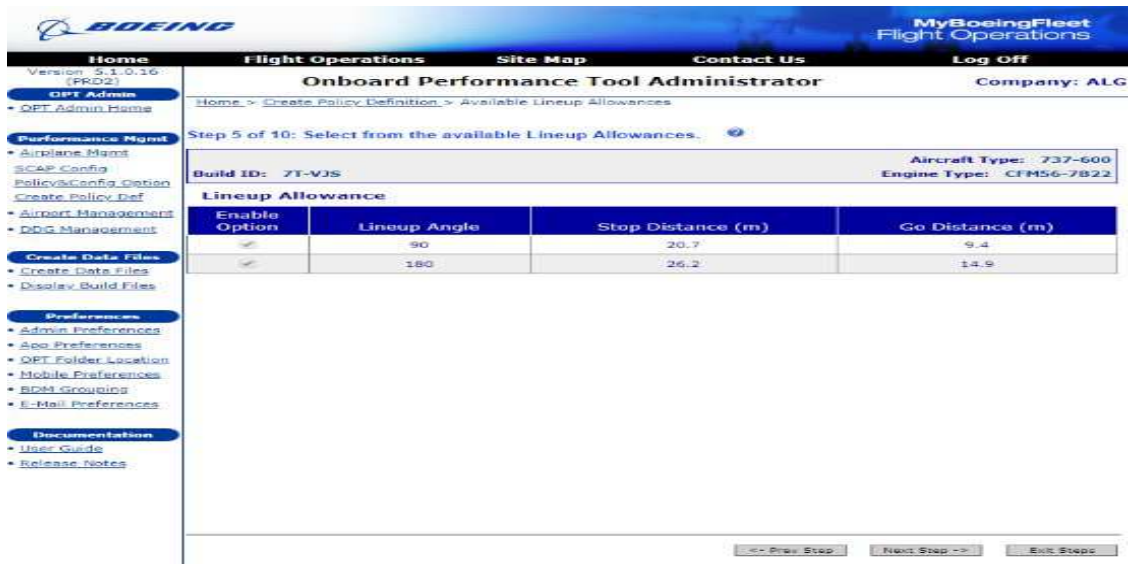 BOEING
MyBoeingFleet
Flight Operations
Home Flight Operations Site Map Contact Us Log Off
Version 5.1.0.16
(PRD2)
Onboard Performance Tool Administrator Company: ALG
OPT Admin
• OPT Admin Home
Home > Create Policy Definition > Available Lineup Allowances
Performance Mgmt
• Airplane Mgmt
SCAP Config
Policy&Config Option
Create Policy Def
• Airport Management
• DDG Management
Create Data Files
• Create Data Files
• Display Build Files
Preferences
• Admin Preferences
• App Preferences
• OPT Folder Location
• Mobile Preferences
• BDM Grouping
• E-Mail Preferences
Documentation
• User Guide
• Release Notes
Step 5 of 10: Select from the available Lineup Allowances.
Aircraft Type: 737-600
Build ID: 7T-VJS Engine Type: CFM56-7B22
Lineup Allowance
Enable Option Lineup Angle Stop Distance (m) Go Distance (m)
90 20.7 9.4
180 26.2 14.9
<- Prev Step Next Step -> Exit Steps